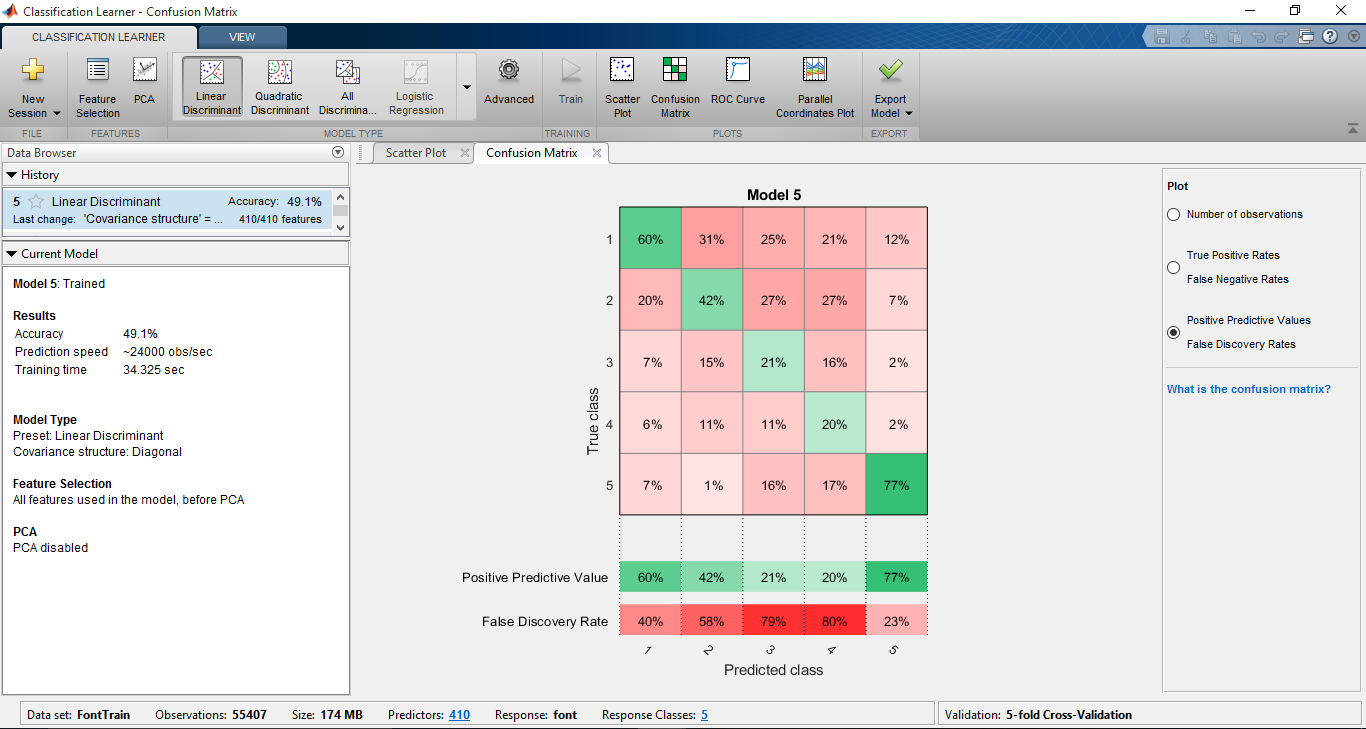 Classification Learner - Confusion Matrix
CLASSIFICATION LEARNER VIEW
New Session
Feature Selection
PCA
Linear Discriminant
Quadratic Discriminant
All Discrimina...
Logistic Regression
Advanced
Train
Scatter Plot
Confusion Matrix
ROC Curve
Parallel Coordinates Plot
Export Model
FILE FEATURES MODEL TYPE TRAINING PLOTS EXPORT
Data Browser
History
5 Linear Discriminant Accuracy: 49.1%
Last change: 'Covariance structure' = ... 410/410 features
Current Model
Model 5: Trained
Results
Accuracy 49.1%
Prediction speed ~24000 obs/sec
Training time 34.325 sec
Model Type
Preset: Linear Discriminant
Covariance structure: Diagonal
Feature Selection
All features used in the model, before PCA
PCA
PCA disabled
Scatter Plot Confusion Matrix
Model 5
True class
1 60% 31% 25% 21% 12%
2 20% 42% 27% 27% 7%
3 7% 15% 21% 16% 2%
4 6% 11% 11% 20% 2%
5 7% 1% 16% 17% 77%
Positive Predictive Value 60% 42% 21% 20% 77%
False Discovery Rate 40% 58% 79% 80% 23%
1 2 3 4 5
Predicted class
Plot
Number of observations
True Positive Rates
False Negative Rates
Positive Predictive Values
False Discovery Rates
What is the confusion matrix?
Data set: FontTrain Observations: 55407 Size: 174 MB Predictors: 410 Response: font Response Classes: 5
Validation: 5-fold Cross-Validation